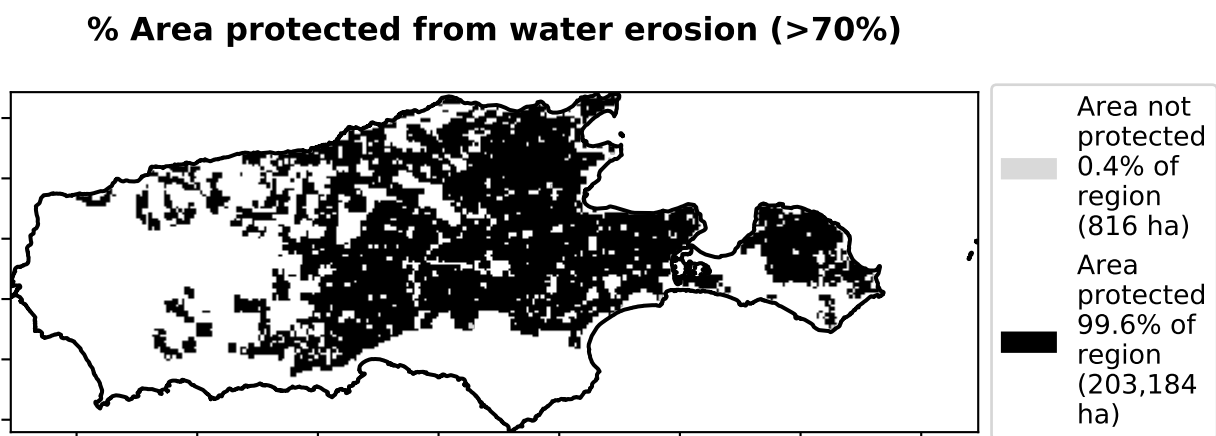 % Area protected from water erosion (>70%)
Area not
protected
0.4% of
region
(816 ha)
Area
protected
99.6% of
region
(203,184
ha)